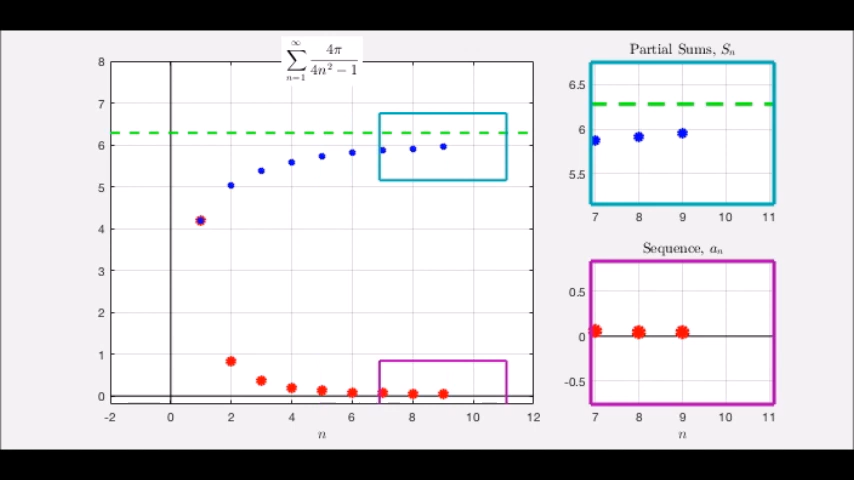 ∞
∑ 4π / (4n² − 1)
n=1
8
7
6
5
4
3
2
1
0
-2 0 2 4 6 8 10 12
n
Partial Sums, Sₙ
6.5
6
5.5
7 8 9 10 11
Sequence, aₙ
0.5
0
-0.5
7 8 9 10 11
n